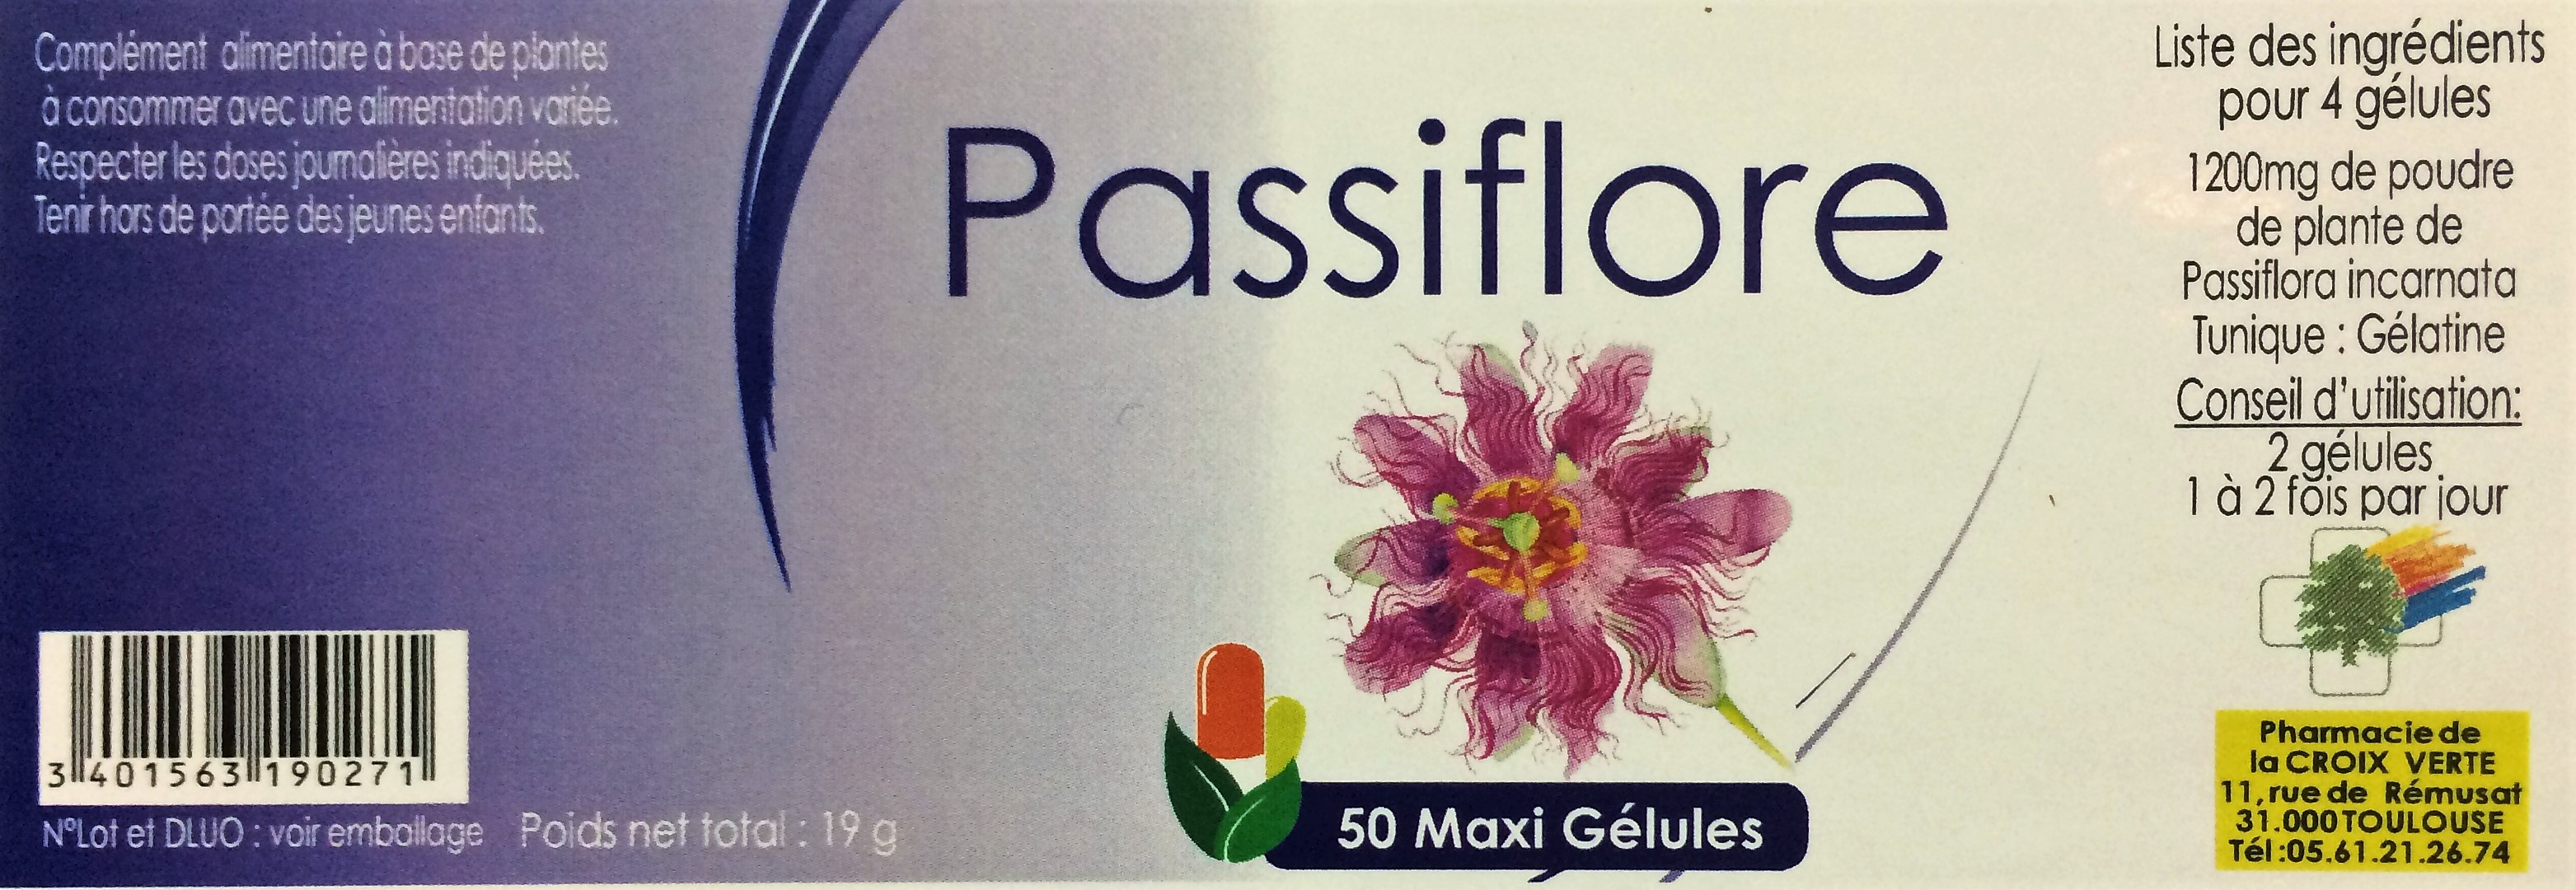 Complément alimentaire à base de plantes
à consommer avec une alimentation variée.
Respecter les doses journalières indiquées.
Tenir hors de portée des jeunes enfants.
3 401563 190271
N°Lot et DLUO : voir emballage Poids net total : 19 g
Passiflore
50 Maxi Gélules
Liste des ingrédients
pour 4 gélules
1200mg de poudre
de plante de
Passiflora incarnata
Tunique : Gélatine
Conseil d'utilisation:
2 gélules
1 à 2 fois par jour
Pharmacie de
la CROIX VERTE
11, rue de Rémusat
31.000 TOULOUSE
Tél :05.61.21.26.74